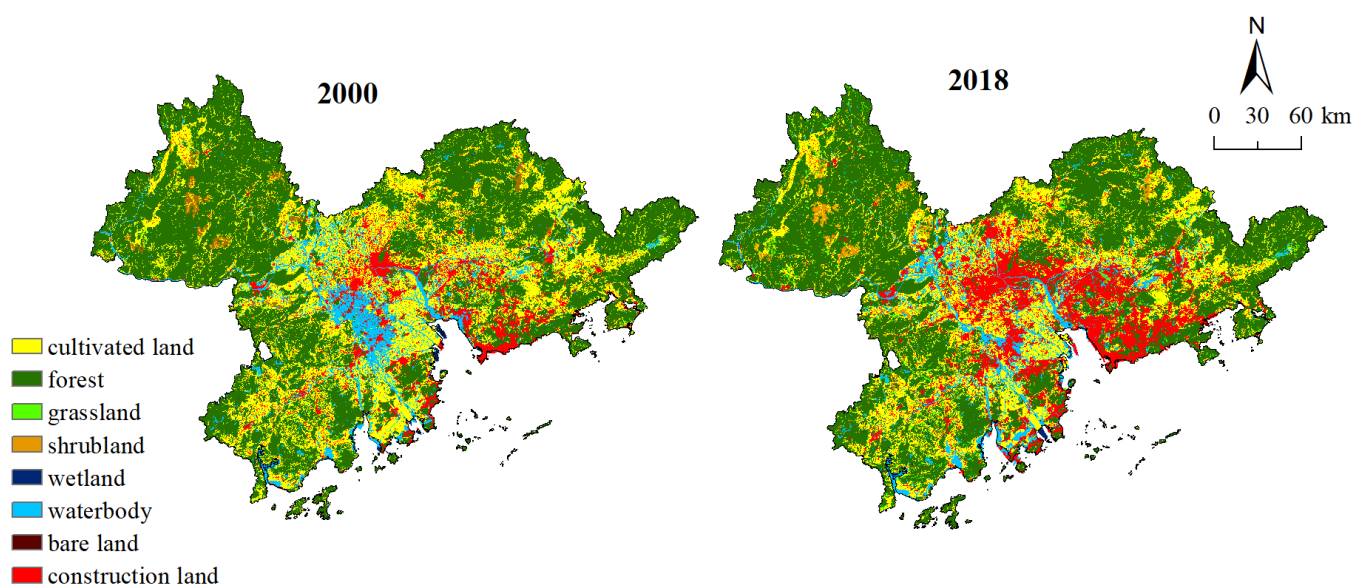 2000
2018
N
0 30 60 km
cultivated land
forest
grassland
shrubland
wetland
waterbody
bare land
construction land